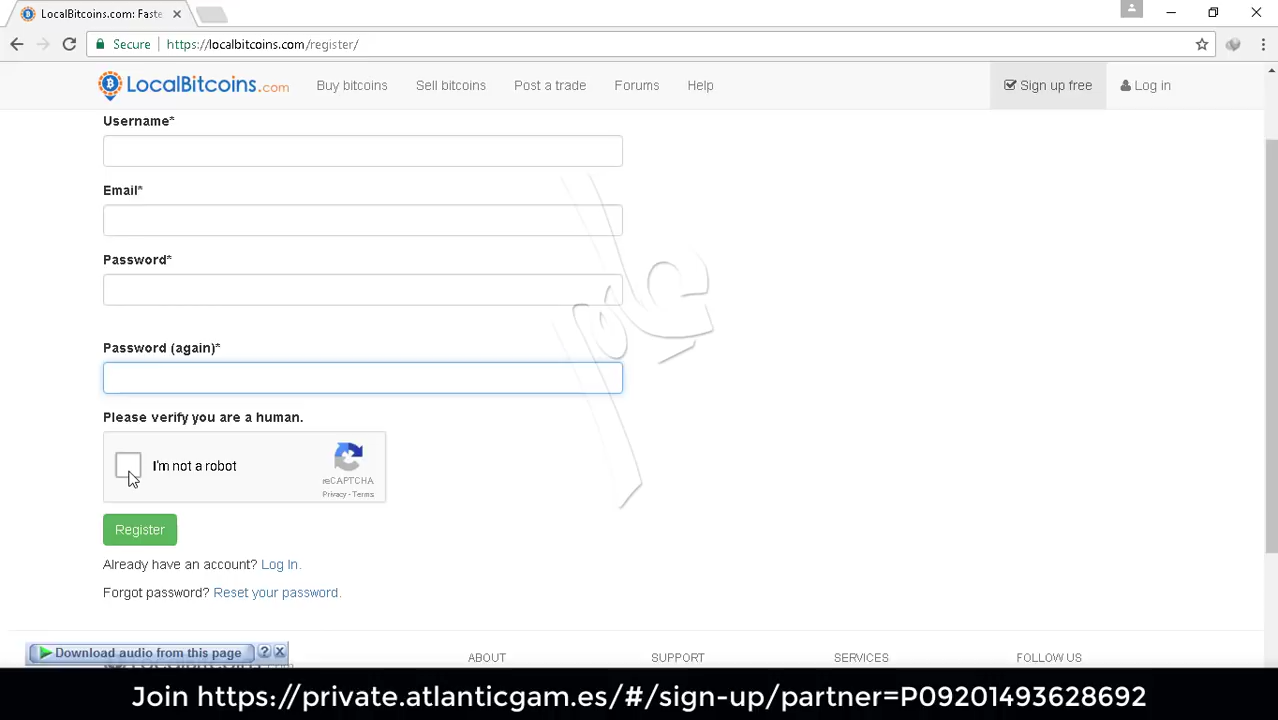 LocalBitcoins.com: Faste
Secure
https://localbitcoins.com/register/
LocalBitcoins.com
Buy bitcoins
Sell bitcoins
Post a trade
Forums
Help
Sign up free
Log in
Username*
Email*
Password*
Password (again)*
Please verify you are a human.
I'm not a robot
reCAPTCHA
Privacy - Terms
Register
Already have an account? Log In.
Forgot password? Reset your password.
Download audio from this page
?
ABOUT
SUPPORT
SERVICES
FOLLOW US
Join https://private.atlanticgam.es/#/sign-up/partner=P09201493628692